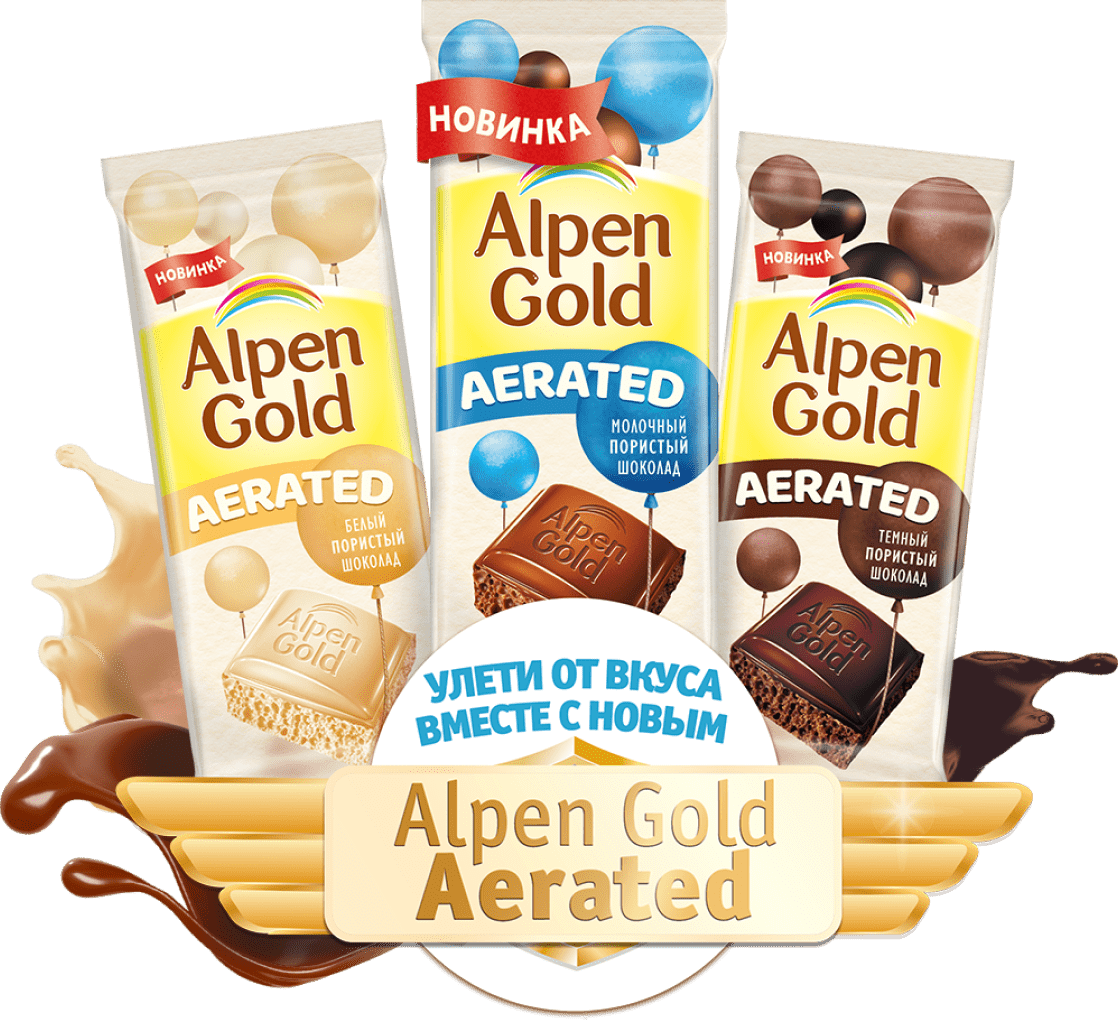 НОВИНКА
Alpen
Gold
AERATED
БЕЛЫЙ
ПОРИСТЫЙ
ШОКОЛАД
Alpen
Gold
НОВИНКА
Alpen
Gold
AERATED
МОЛОЧНЫЙ
ПОРИСТЫЙ
ШОКОЛАД
Alpen
Gold
НОВИНКА
Alpen
Gold
AERATED
ТЕМНЫЙ
ПОРИСТЫЙ
ШОКОЛАД
Alpen
Gold
УЛЕТИ ОТ ВКУСА
ВМЕСТЕ С НОВЫМ
Alpen Gold
Aerated